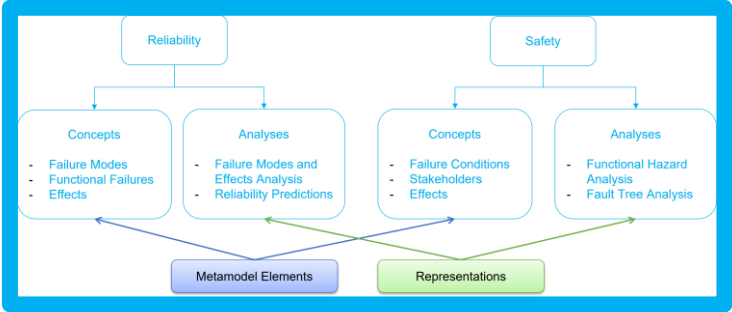 Reliability
Safety
Concepts
- Failure Modes
- Functional Failures
- Effects
Analyses
- Failure Modes and
Effects Analysis
- Reliability Predictions
Concepts
- Failure Conditions
- Stakeholders
- Effects
Analyses
- Functional Hazard
Analysis
- Fault Tree Analysis
Metamodel Elements
Representations